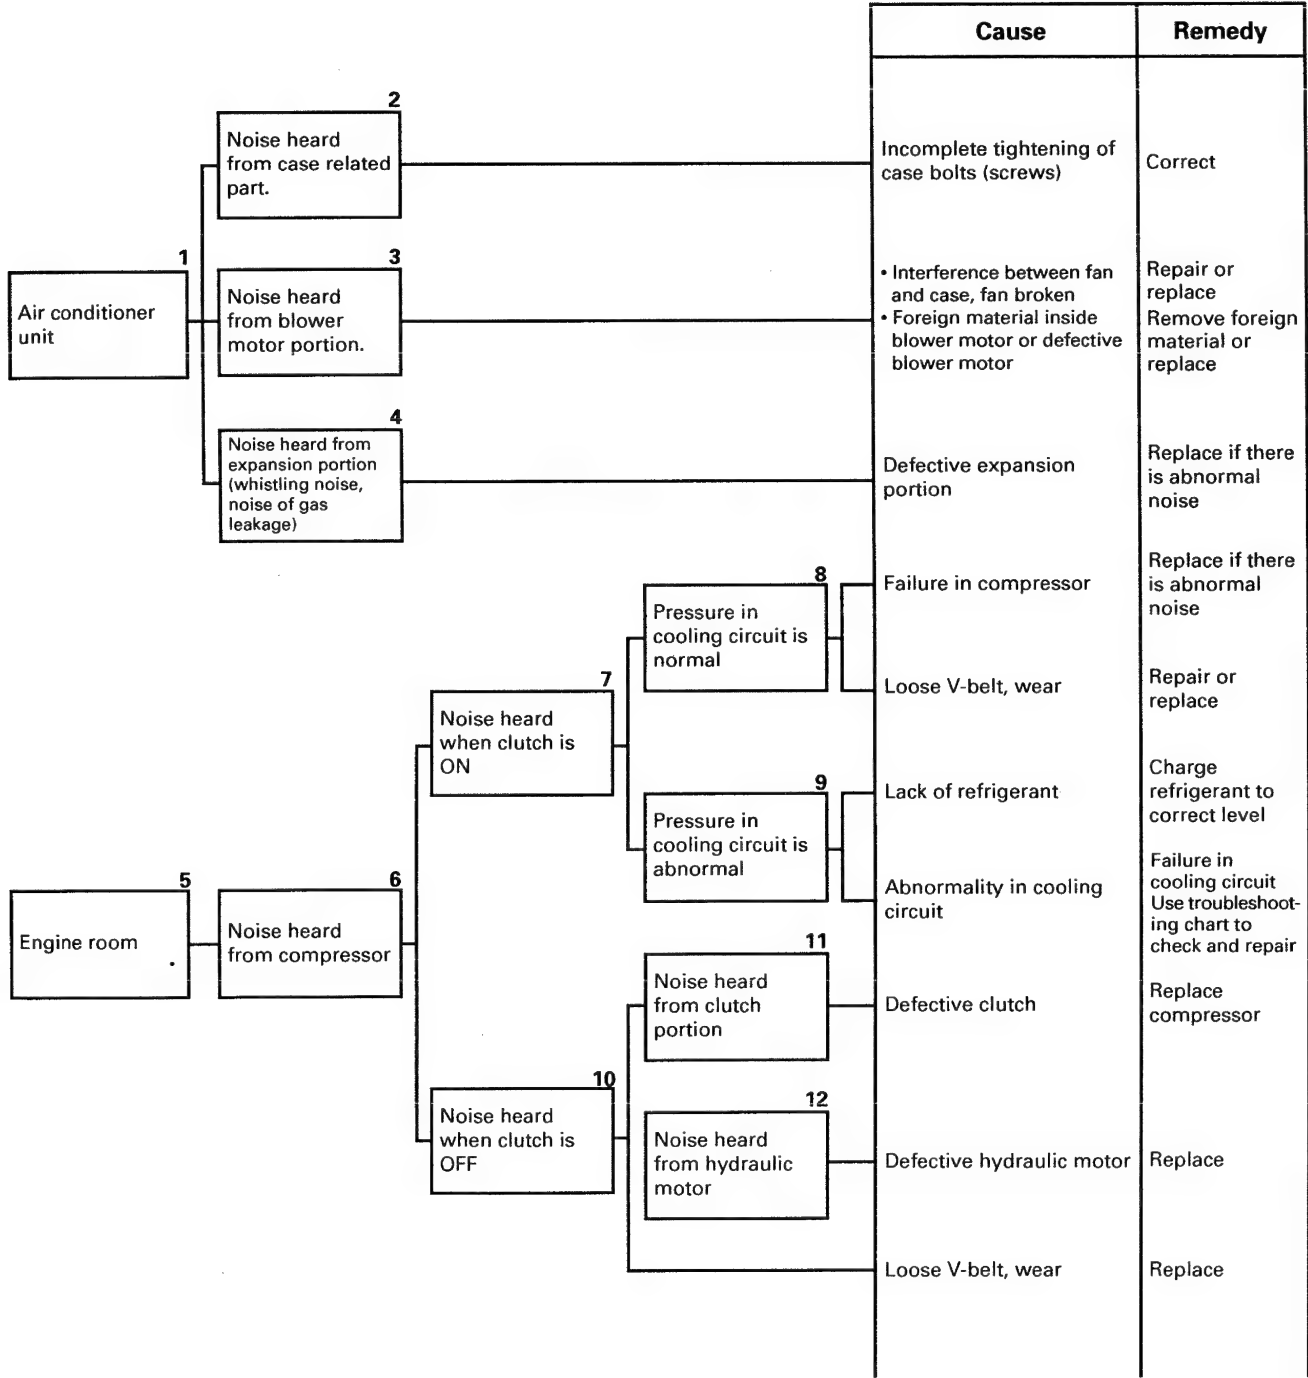 Cause
Remedy
2
Noise heard
from case related
part.
Incomplete tightening of
case bolts (screws)
Correct
1
Air conditioner
unit
3
Noise heard
from blower
motor portion.
• Interference between fan
and case, fan broken
• Foreign material inside
blower motor or defective
blower motor
Repair or
replace
Remove foreign
material or
replace
4
Noise heard from
expansion portion
(whistling noise,
noise of gas
leakage)
Defective expansion
portion
Replace if there
is abnormal
noise
8
Pressure in
cooling circuit is
normal
Failure in compressor
Replace if there
is abnormal
noise
7
Noise heard
when clutch is
ON
Loose V-belt, wear
Repair or
replace
9
Pressure in
cooling circuit is
abnormal
Lack of refrigerant
Charge
refrigerant to
correct level
Abnormality in cooling
circuit
Failure in
cooling circuit
Use troubleshoot-
ing chart to
check and repair
5
Engine room
6
Noise heard
from compressor
11
Noise heard
from clutch
portion
Defective clutch
Replace
compressor
10
Noise heard
when clutch is
OFF
12
Noise heard
from hydraulic
motor
Defective hydraulic motor
Replace
Loose V-belt, wear
Replace